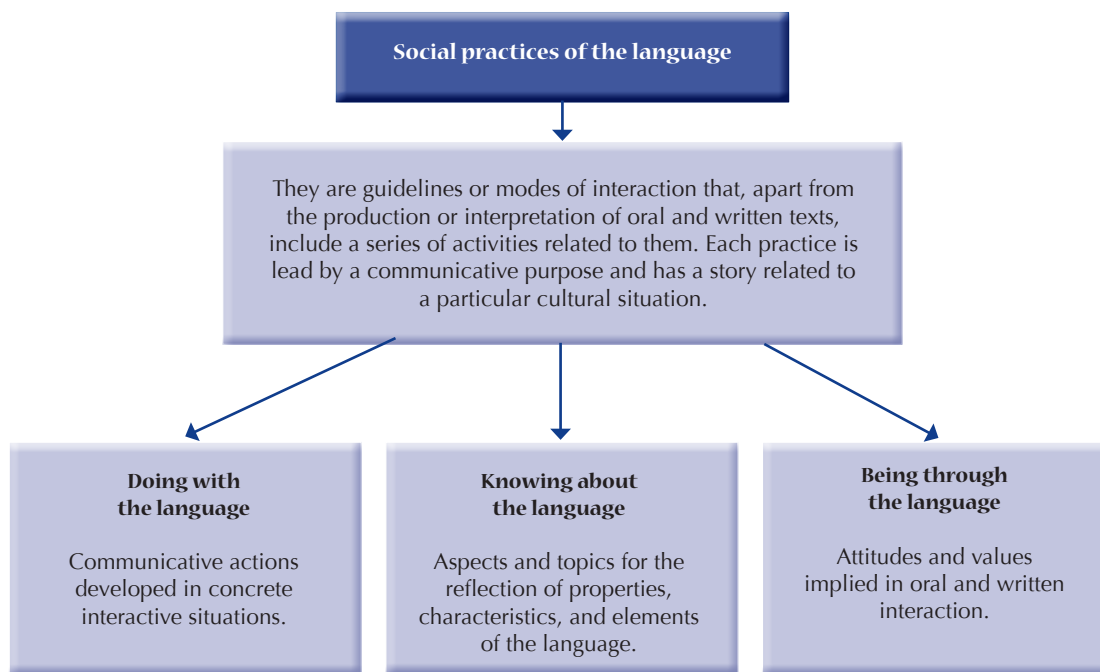 Social practices of the language
They are guidelines or modes of interaction that, apart from
the production or interpretation of oral and written texts,
include a series of activities related to them. Each practice is
lead by a communicative purpose and has a story related to
a particular cultural situation.
Doing with
the language
Communicative actions
developed in concrete
interactive situations.
Knowing about
the language
Aspects and topics for the
reflection of properties,
characteristics, and elements
of the language.
Being through
the language
Attitudes and values
implied in oral and written
interaction.